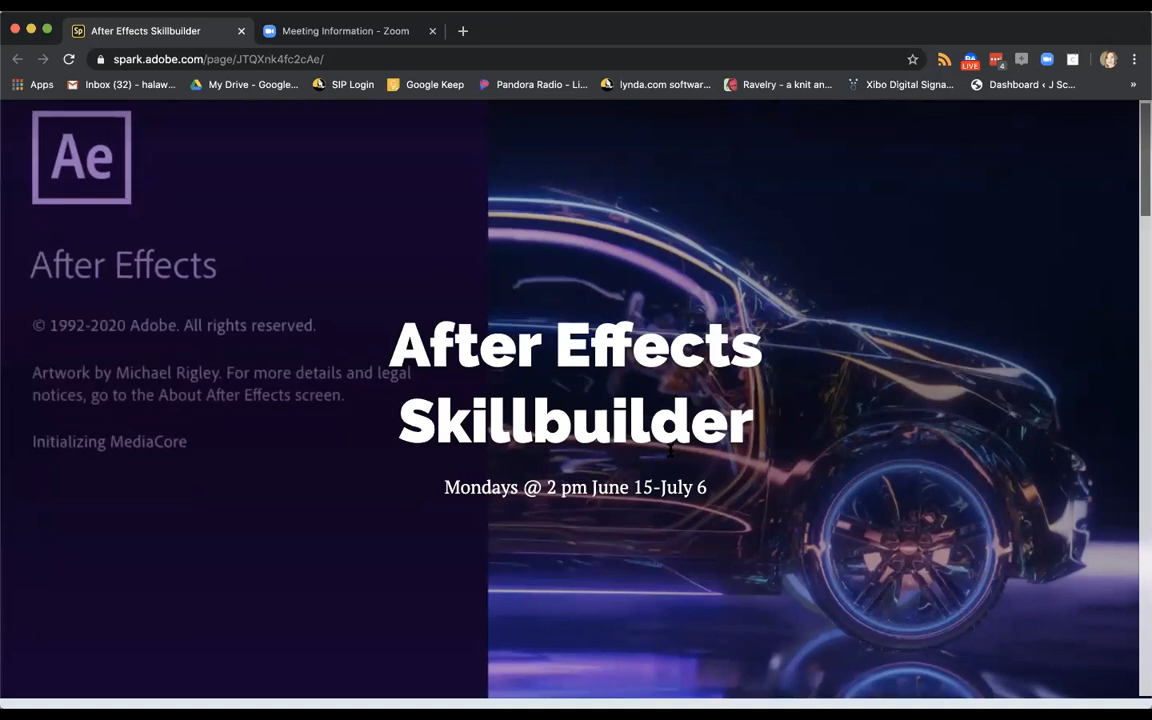 Sp After Effects Skillbuilder
Meeting Information - Zoom
spark.adobe.com/page/JTQXnk4fc2cAe/
LIVE
4
Apps
Inbox (32) - halaw...
My Drive - Google...
SIP Login
Google Keep
Pandora Radio - Li...
lynda.com softwar...
Ravelry - a knit an...
Xibo Digital Signa...
Dashboard ‹ J Sc...
»
Ae
After Effects
© 1992-2020 Adobe. All rights reserved.
Artwork by Michael Rigley. For more details and legal
notices, go to the About After Effects screen.
Initializing MediaCore
After Effects
Skillbuilder
Mondays @ 2 pm June 15-July 6